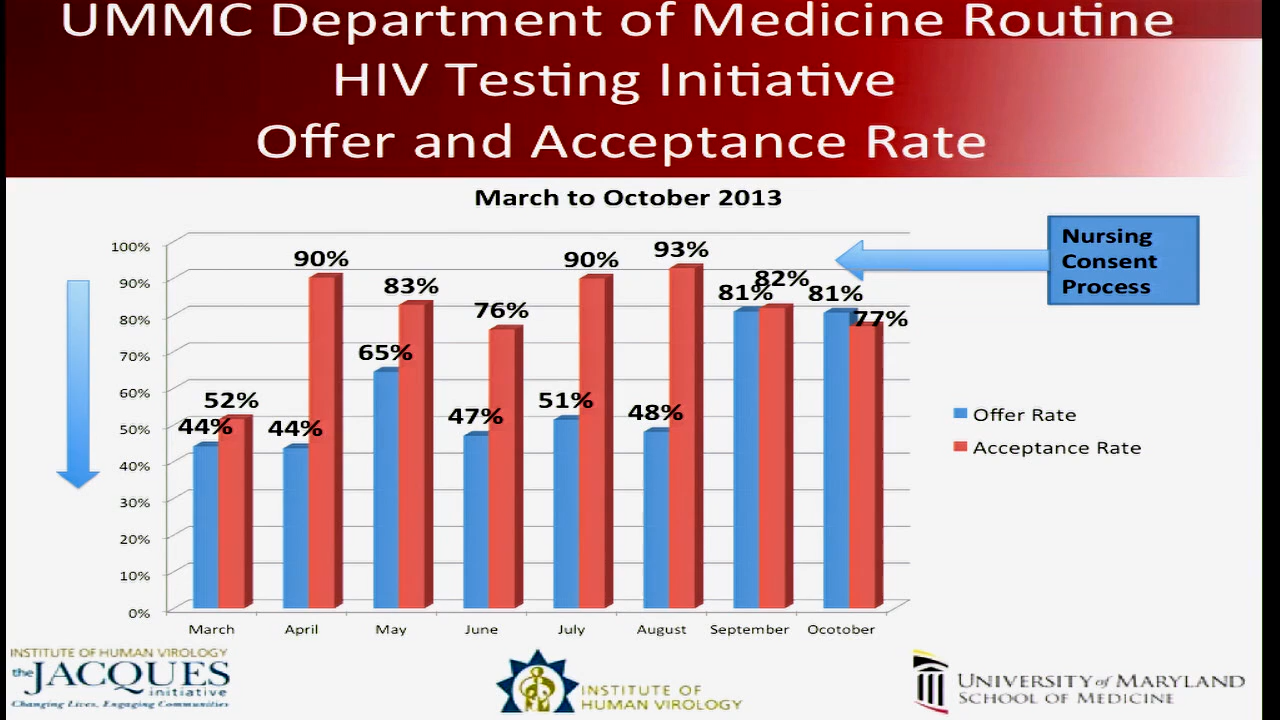 UMMC Department of Medicine Routine
HIV Testing Initiative
Offer and Acceptance Rate
March to October 2013
Nursing
Consent
Process
100%
90%
80%
70%
60%
50%
40%
30%
20%
10%
0%
44%
52%
44%
90%
65%
83%
47%
76%
51%
90%
48%
93%
81%
82%
81%
77%
March April May June July August September Ocotober
Offer Rate
Acceptance Rate
INSTITUTE OF HUMAN VIROLOGY
the JACQUES
initiative
Changing Lives, Engaging Communities
INSTITUTE OF
HUMAN VIROLOGY
UNIVERSITY of MARYLAND
SCHOOL OF MEDICINE